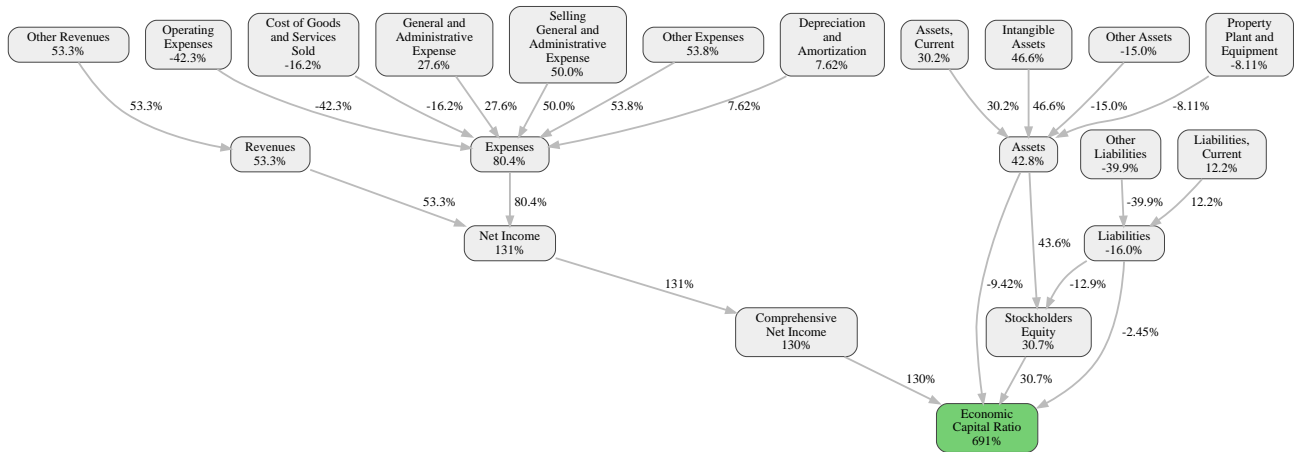 Other Revenues
53.3%
Operating
Expenses
-42.3%
Cost of Goods
and Services
Sold
-16.2%
General and
Administrative
Expense
27.6%
Selling
General and
Administrative
Expense
50.0%
Other Expenses
53.8%
Depreciation
and
Amortization
7.62%
Assets,
Current
30.2%
Intangible
Assets
46.6%
Other Assets
-15.0%
Property
Plant and
Equipment
-8.11%
53.3%
-42.3%
-16.2%
27.6%
50.0%
53.8%
7.62%
30.2%
46.6%
-15.0%
-8.11%
Revenues
53.3%
Expenses
80.4%
Assets
42.8%
Other
Liabilities
-39.9%
Liabilities,
Current
12.2%
53.3%
80.4%
-39.9%
12.2%
Net Income
131%
43.6%
Liabilities
-16.0%
131%
-9.42%
-12.9%
Comprehensive
Net Income
130%
Stockholders
Equity
30.7%
-2.45%
130%
30.7%
Economic
Capital Ratio
691%